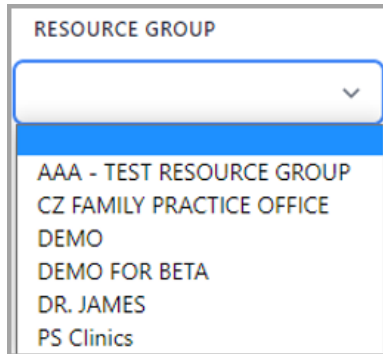 RESOURCE GROUP
AAA - TEST RESOURCE GROUP
CZ FAMILY PRACTICE OFFICE
DEMO
DEMO FOR BETA
DR. JAMES
PS Clinics